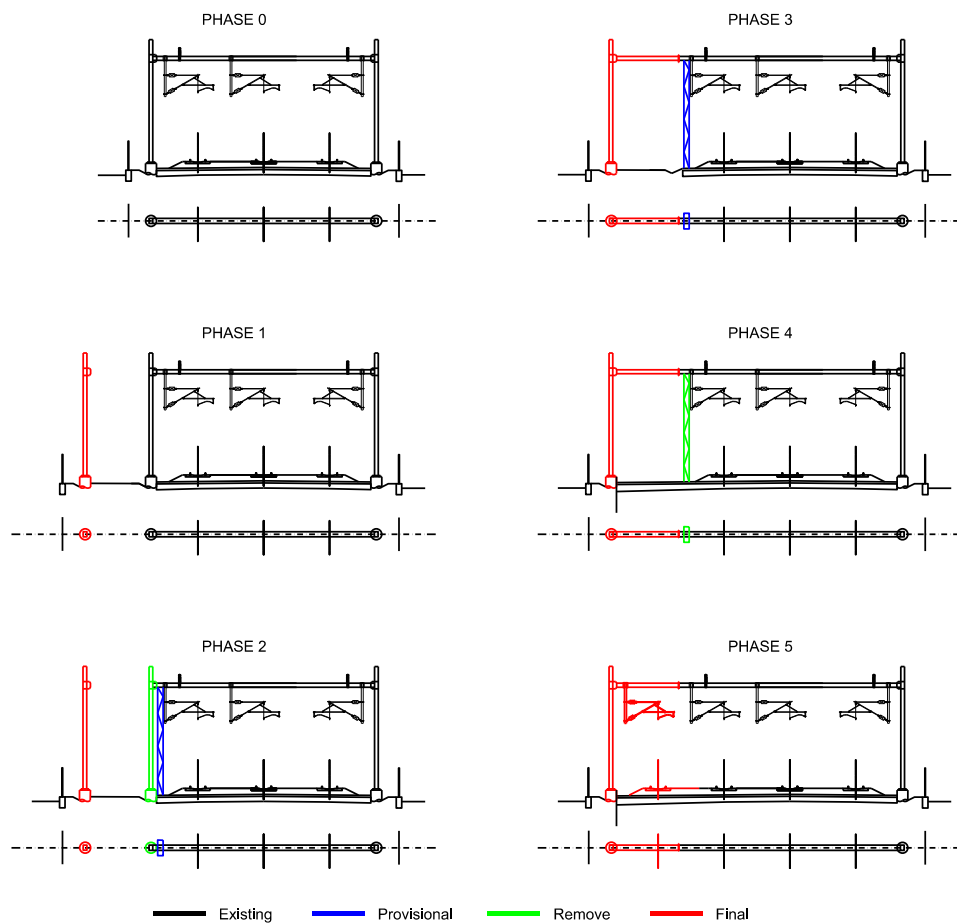 PHASE 0
PHASE 3
PHASE 1
PHASE 4
PHASE 2
PHASE 5
Existing
Provisional
Remove
Final